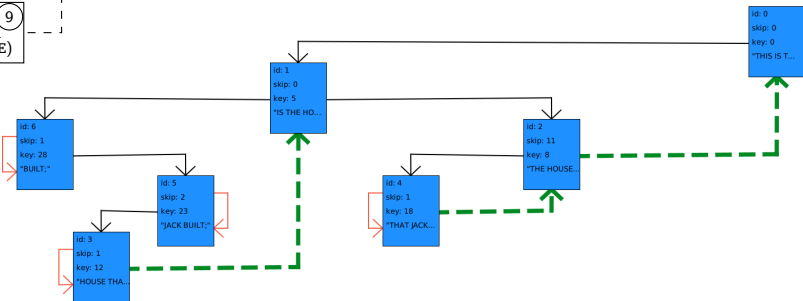 9
E)
id: 0
skip: 0
key: 0
"THIS IS T...
id: 1
skip: 0
key: 5
"IS THE HO...
id: 6
skip: 1
key: 28
"BUILT;"
id: 2
skip: 11
key: 8
"THE HOUSE...
id: 5
skip: 2
key: 23
"JACK BUILT;"
id: 4
skip: 1
key: 18
"THAT JACK...
id: 3
skip: 1
key: 12
"HOUSE THA...